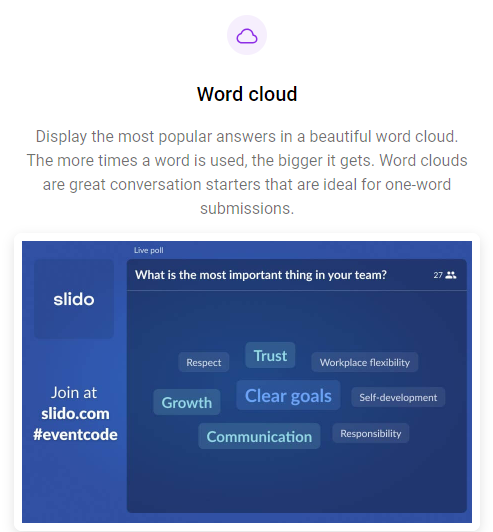 Word cloud
Display the most popular answers in a beautiful word cloud.
The more times a word is used, the bigger it gets. Word clouds
are great conversation starters that are ideal for one-word
submissions.
Live poll
slido
Join at
slido.com
#eventcode
What is the most important thing in your team?
27
Trust
Respect
Workplace flexibility
Clear goals
Growth
Self-development
Communication
Responsibility